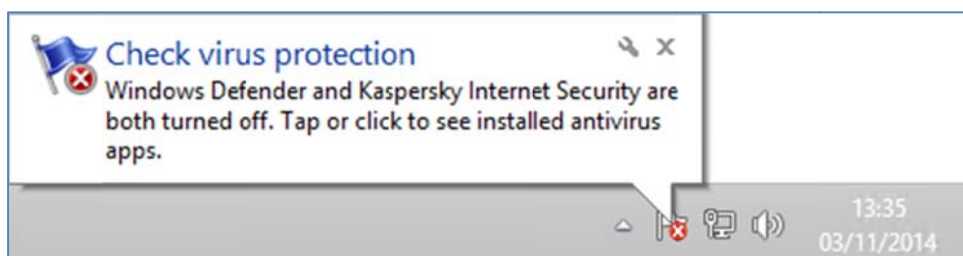 Check virus protection
Windows Defender and Kaspersky Internet Security are
both turned off. Tap or click to see installed antivirus
apps.
13:35
03/11/2014